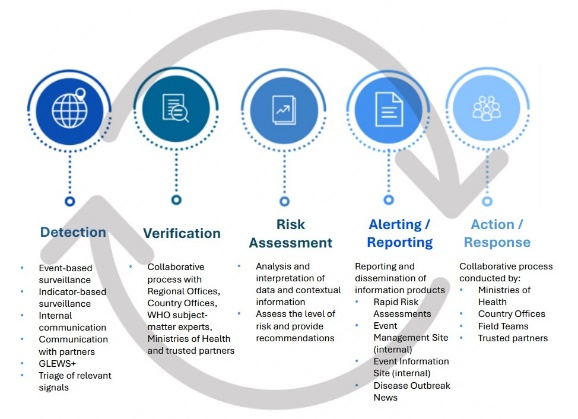 Detection
• Event-based
surveillance
• Indicator-based
surveillance
• Internal
communication
• Communication
with partners
• GLEWS+
• Triage of relevant
signals
Verification
• Collaborative
process with
Regional Offices,
Country Offices,
WHO subject-
matter experts,
Ministries of Health
and trusted partners
Risk
Assessment
• Analysis and
interpretation of
data and contextual
information
• Assess the level of
risk and provide
recommendations
Alerting /
Reporting
Reporting and
dissemination of
information products
• Rapid Risk
Assessments
• Event
Management Site
(internal)
• Event Information
Site (internal)
• Disease Outbreak
News
Action /
Response
Collaborative process
conducted by:
• Ministries of
Health
• Country Offices
• Field Teams
• Trusted partners